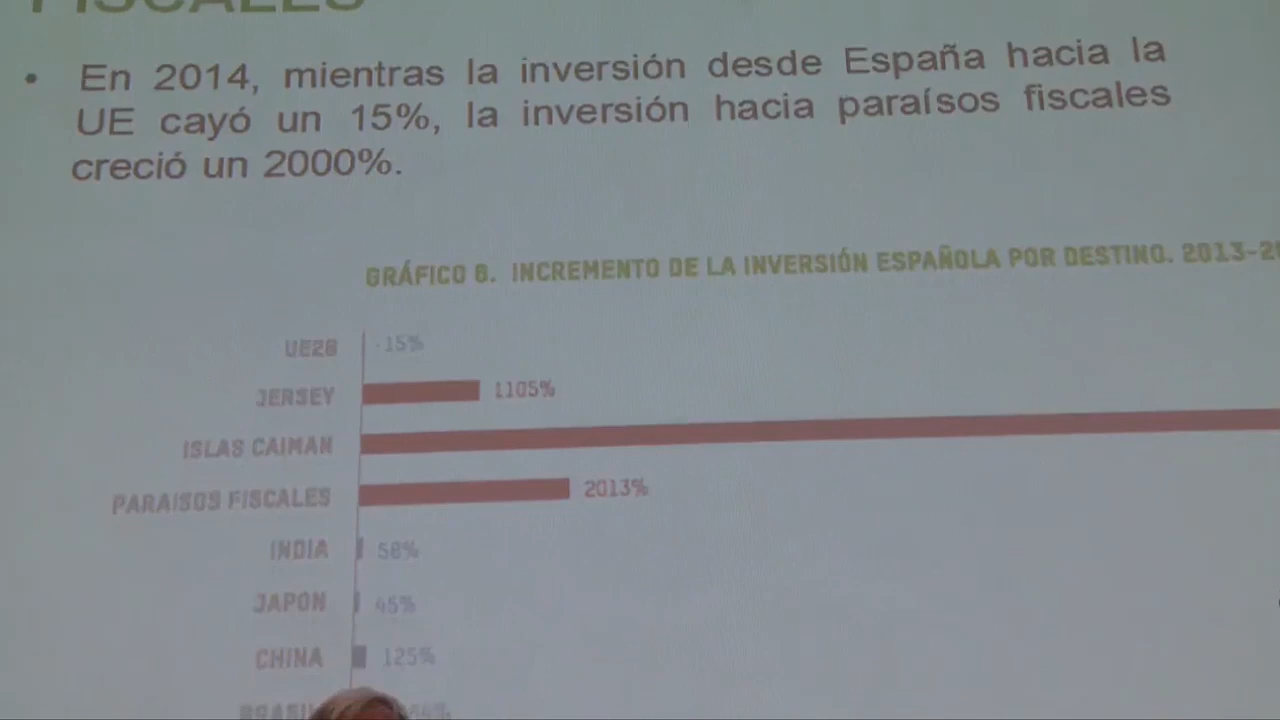 FISCALES
• En 2014, mientras la inversión desde España hacia la
UE cayó un 15%, la inversión hacia paraísos fiscales
creció un 2000%.
GRÁFICO 8. INCREMENTO DE LA INVERSIÓN ESPAÑOLA POR DESTINO. 2013-20
UE28 -15%
JERSEY 1105%
ISLAS CAIMAN
PARAISOS FISCALES 2013%
INDIA 58%
JAPON 45%
CHINA 125%